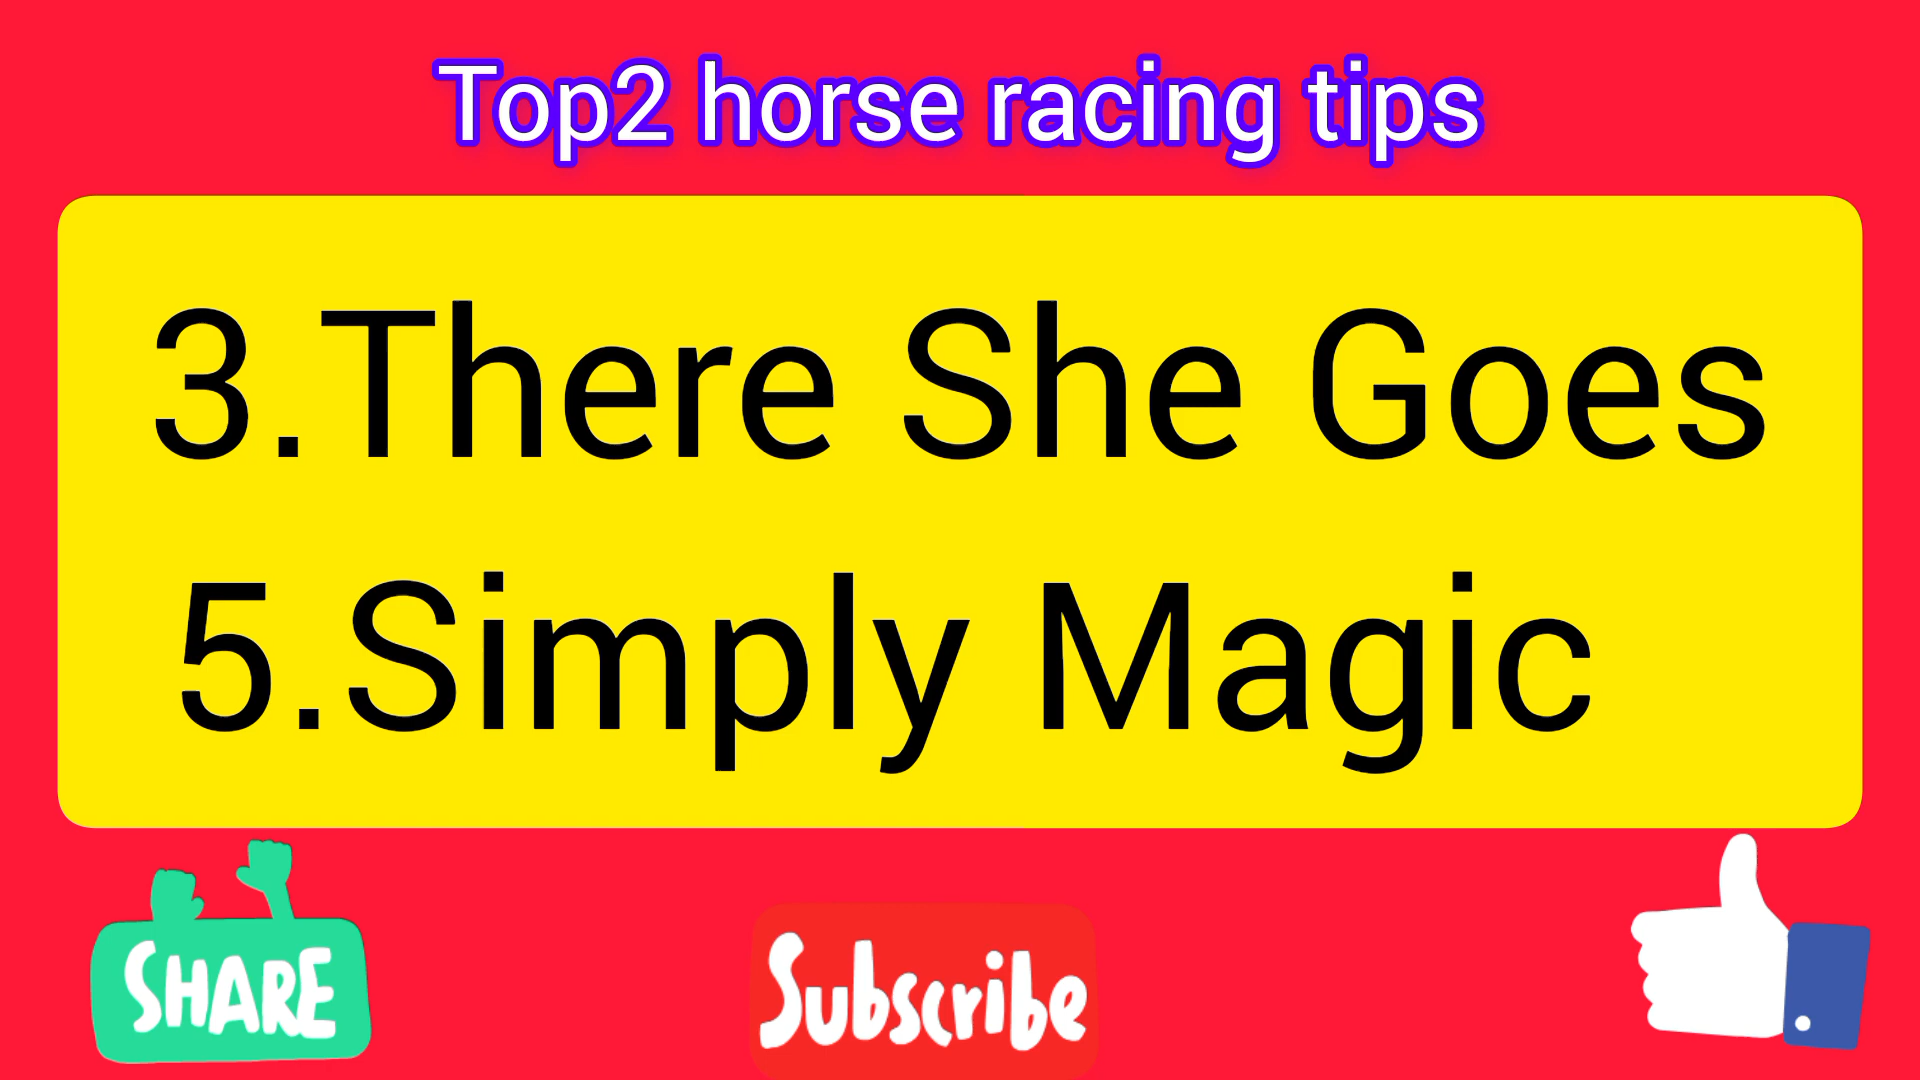 Top2 horse racing tips
3.There She Goes
5.Simply Magic
SHARE
Subscribe